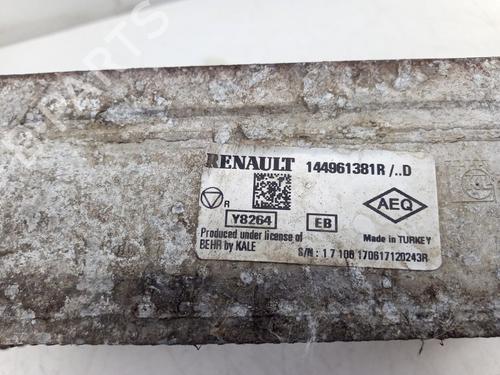 PARTS
RENAULT 144961381R /..D
R
Y8264 EB AEQ
Produced under license of
BEHR by KALE
Made in TURKEY
S/N : 1 7 106 170617120243R